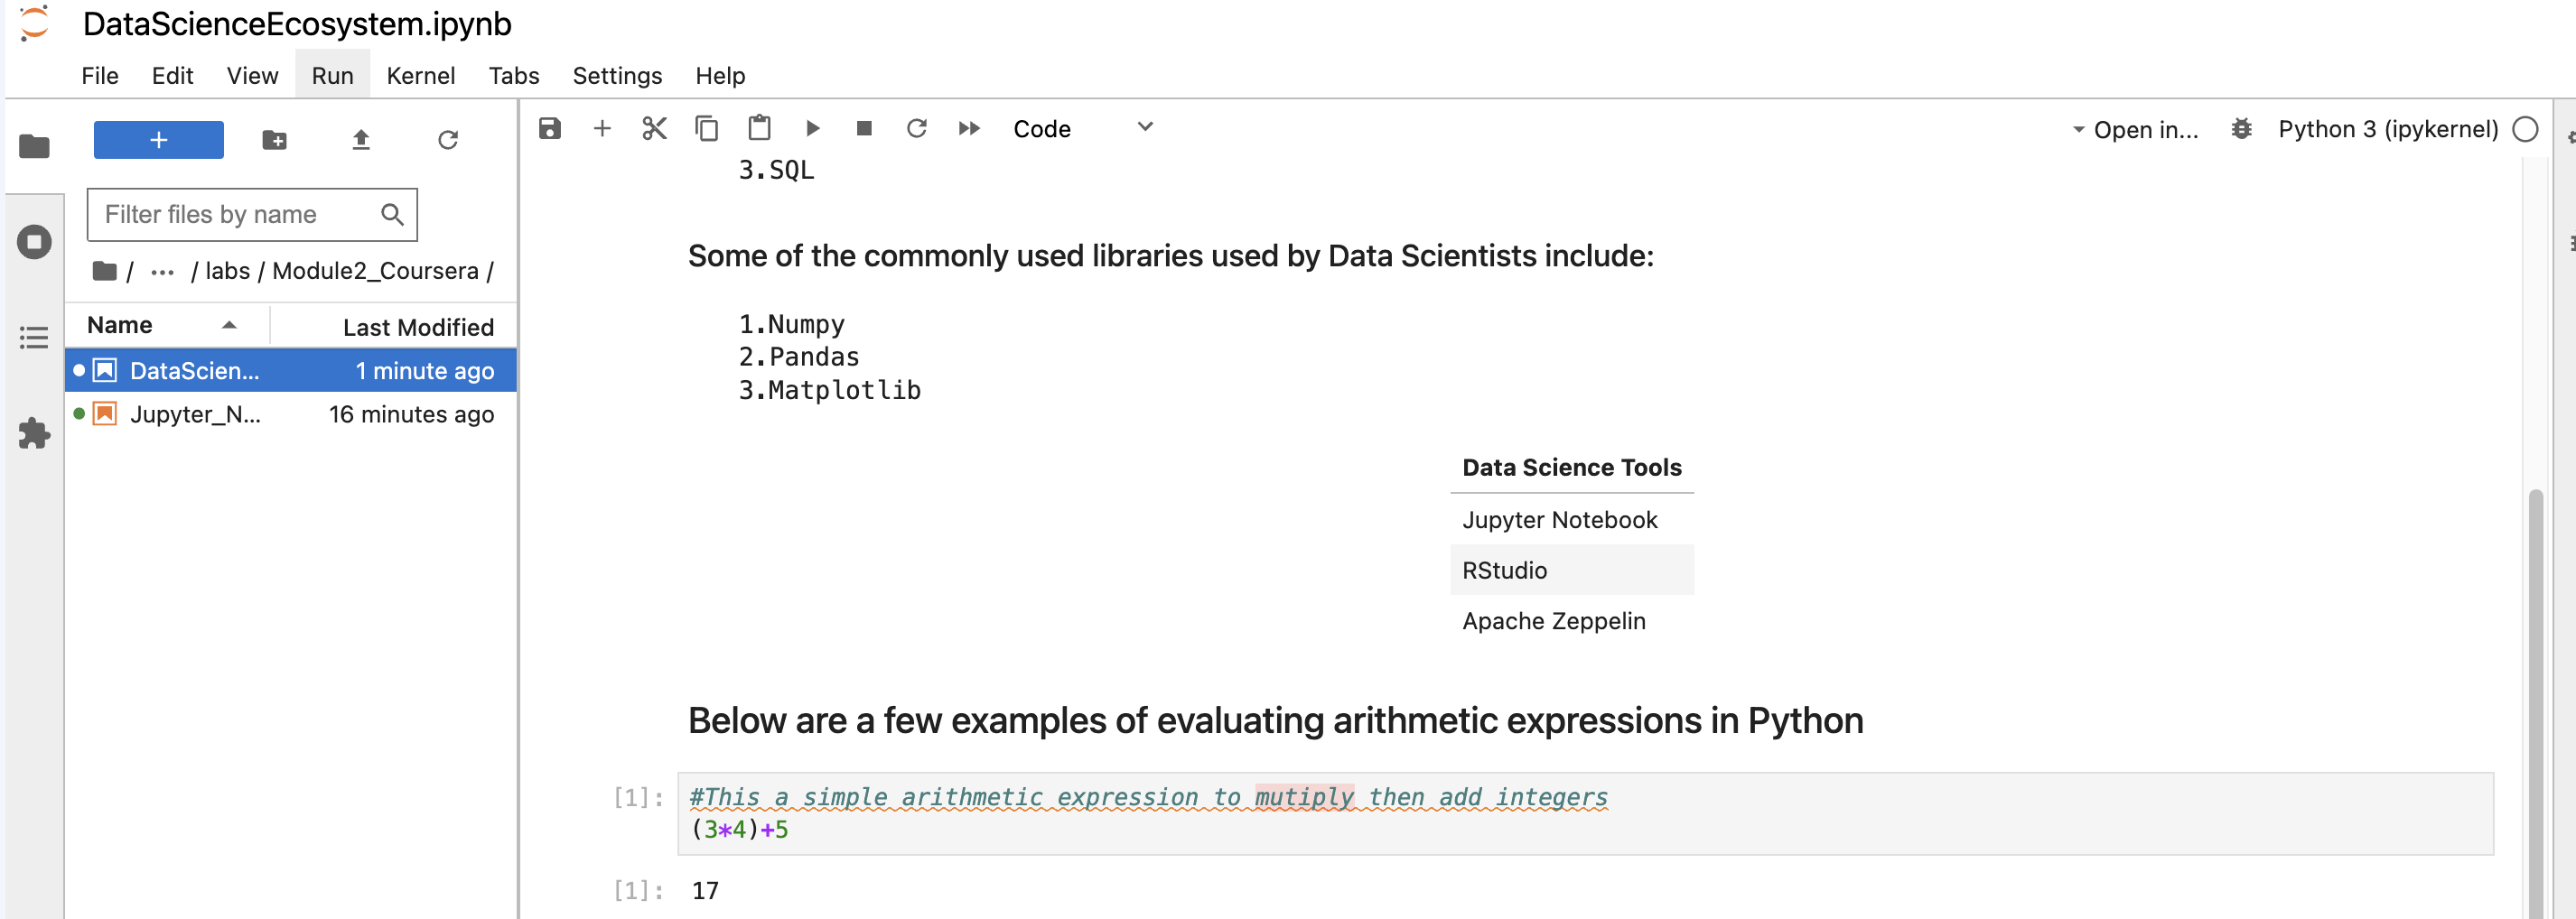 DataScienceEcosystem.ipynb
File Edit View Run Kernel Tabs Settings Help
Code
Open in...
Python 3 (ipykernel)
Filter files by name
/ ... / labs / Module2_Coursera /
Name Last Modified
DataScien... 1 minute ago
Jupyter_N... 16 minutes ago
3.SQL
Some of the commonly used libraries used by Data Scientists include:
1.Numpy
2.Pandas
3.Matplotlib
Data Science Tools
Jupyter Notebook
RStudio
Apache Zeppelin
Below are a few examples of evaluating arithmetic expressions in Python
[1]: #This a simple arithmetic expression to mutiply then add integers
(3*4)+5
[1]: 17